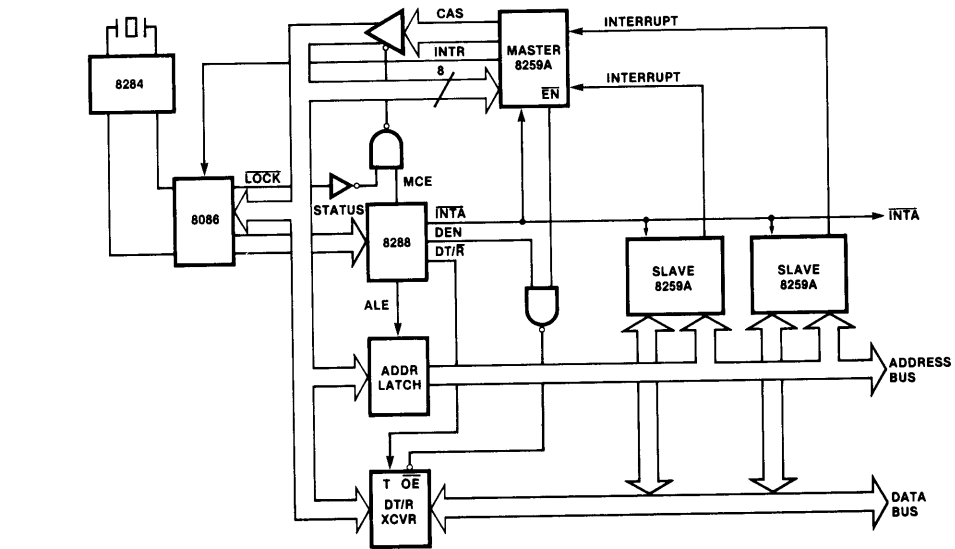 CAS
INTERRUPT
MASTER
8259A
INTR
8
INTERRUPT
EN
8284
LOCK
MCE
8086
STATUS
8288
INTA
DEN
DT/R
INTA
SLAVE
8259A
SLAVE
8259A
ALE
ADDR
LATCH
ADDRESS
BUS
T OE
DT/R
XCVR
DATA
BUS